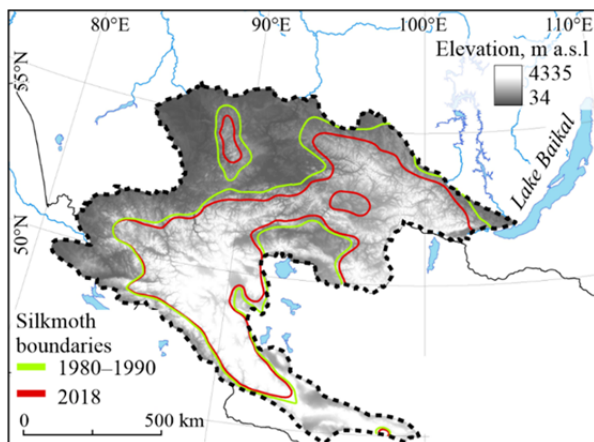 80°E
90°E
100°E
110°E
55°N
50°N
Elevation, m a.s.l
4335
34
Lake Baikal
Silkmoth
boundaries
1980–1990
2018
0
500 km